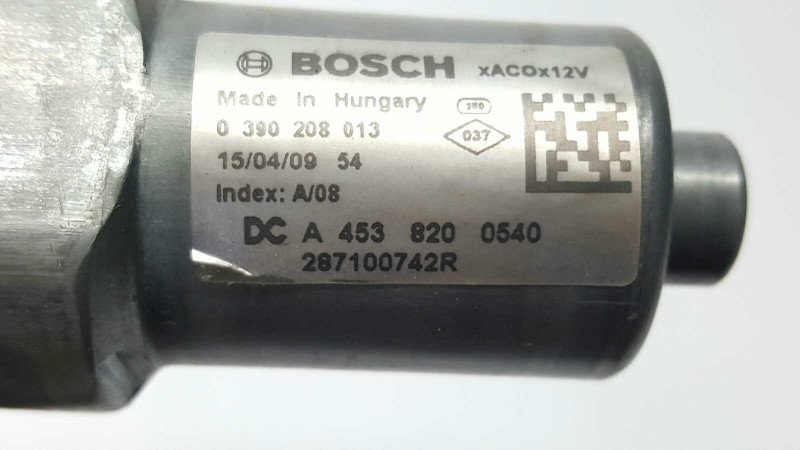 BOSCH xACOx12V
Made in Hungary
0 390 208 013
037
15/04/09 54
Index: A/08
DC A 453 820 0540
287100742R